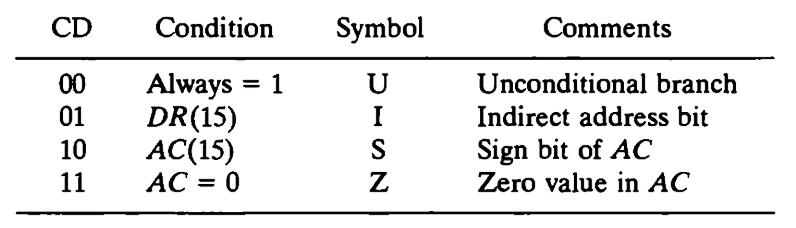 CD Condition Symbol Comments
00 Always = 1 U Unconditional branch
01 DR(15) I Indirect address bit
10 AC(15) S Sign bit of AC
11 AC = 0 Z Zero value in AC